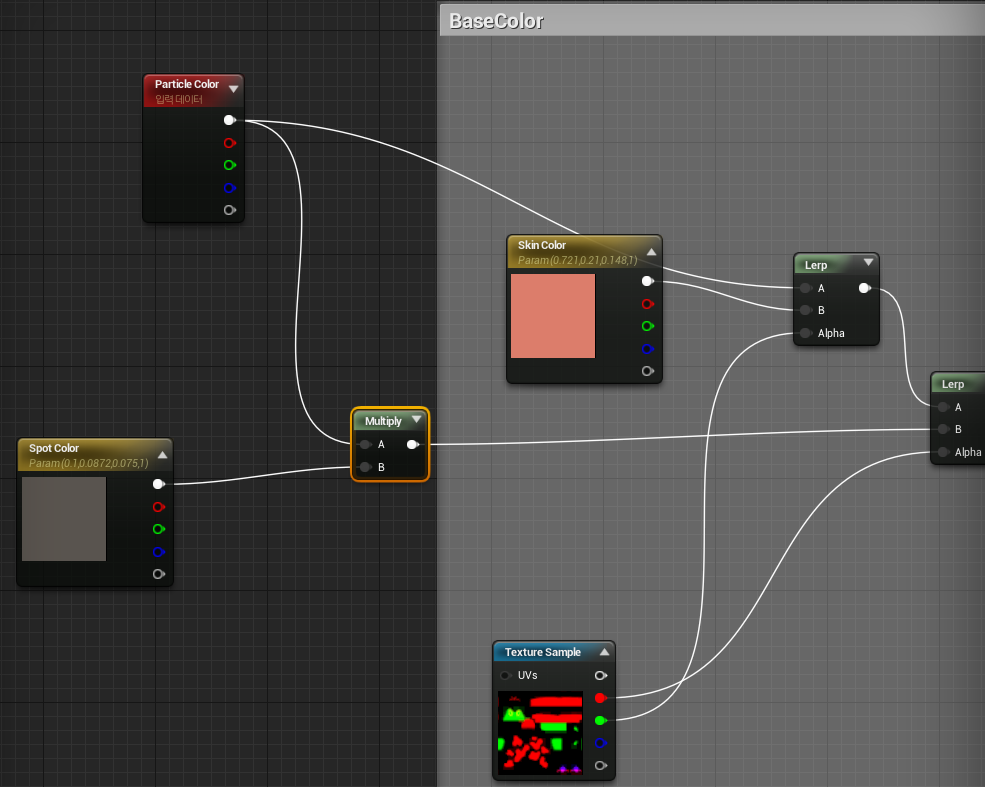 BaseColor
Particle Color
입력 데이터
Skin Color
Param(0.721,0.21,0.148,1)
Lerp
A
B
Alpha
Lerp
A
B
Alpha
Multiply
A
B
Spot Color
Param(0.1,0.0872,0.075,1)
Texture Sample
UVs